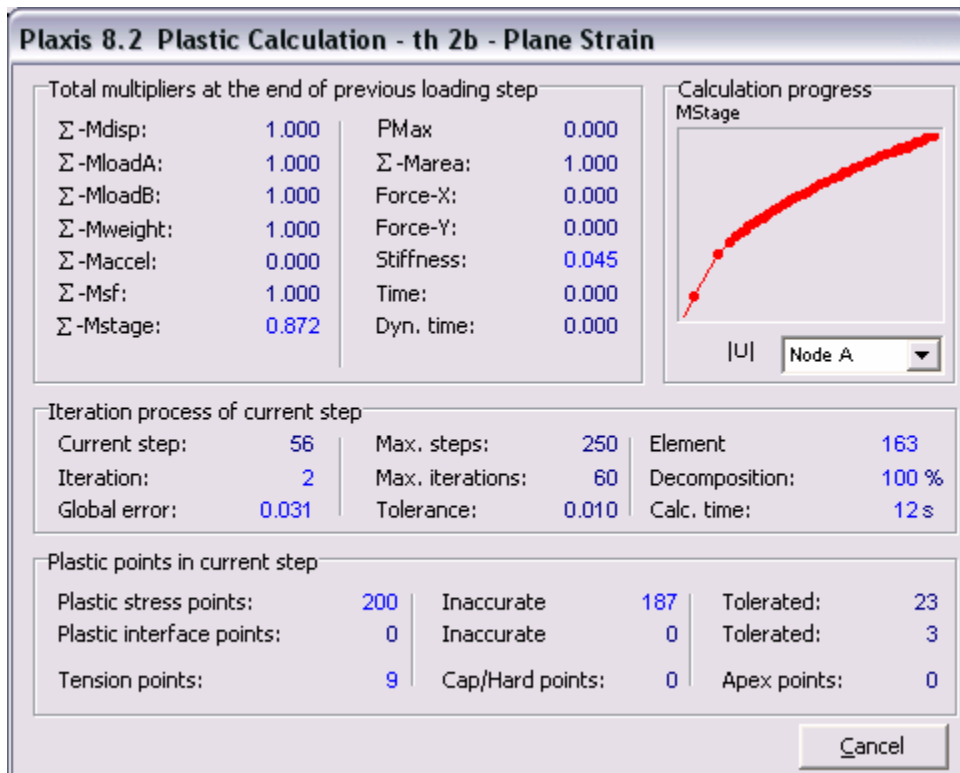 Plaxis 8.2 Plastic Calculation - th 2b - Plane Strain
Total multipliers at the end of previous loading step
Σ -Mdisp: 1.000 PMax 0.000
Σ -MloadA: 1.000 Σ -Marea: 1.000
Σ -MloadB: 1.000 Force-X: 0.000
Σ -Mweight: 1.000 Force-Y: 0.000
Σ -Maccel: 0.000 Stiffness: 0.045
Σ -Msf: 1.000 Time: 0.000
Σ -Mstage: 0.872 Dyn. time: 0.000
Calculation progress
MStage
|U| Node A
Iteration process of current step
Current step: 56 Max. steps: 250 Element 163
Iteration: 2 Max. iterations: 60 Decomposition: 100 %
Global error: 0.031 Tolerance: 0.010 Calc. time: 12 s
Plastic points in current step
Plastic stress points: 200 Inaccurate 187 Tolerated: 23
Plastic interface points: 0 Inaccurate 0 Tolerated: 3
Tension points: 9 Cap/Hard points: 0 Apex points: 0
Cancel